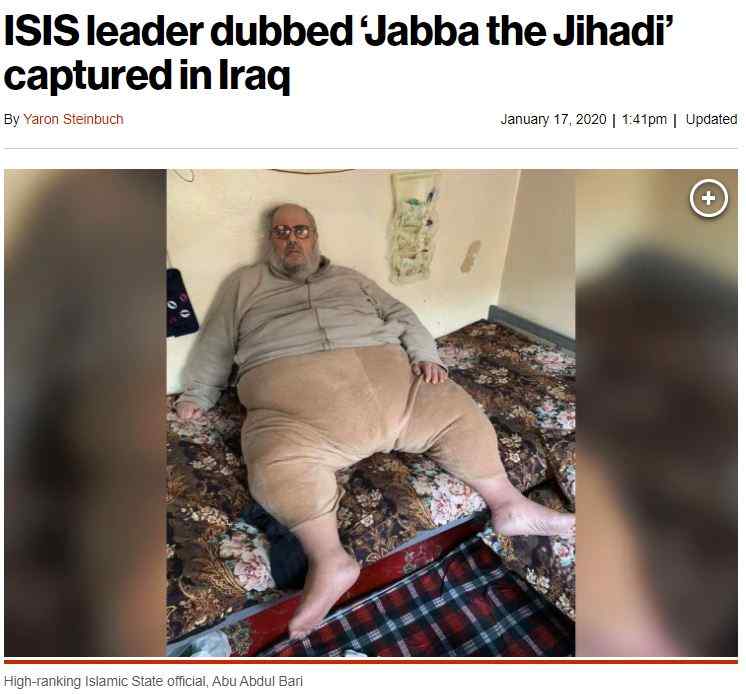 ISIS leader dubbed ‘Jabba the Jihadi’
captured in Iraq
By Yaron Steinbuch
January 17, 2020 | 1:41pm | Updated
High-ranking Islamic State official, Abu Abdul Bari